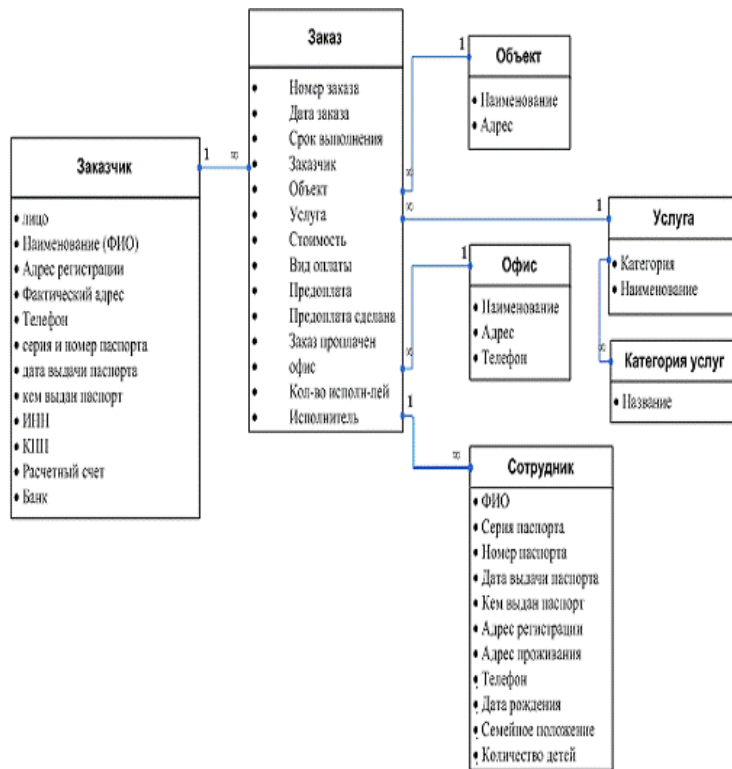 Заказ
• Номер заказа
• Дата заказа
• Срок выполнения
• Заказчик
• Объект
• Услуга
• Стоимость
• Вид оплаты
• Предоплата
• Предоплата сделана
• Заказ проплачен
• офис
• Кол-во исполн-лей
• Исполнитель
Заказчик
• лицо
• Наименование (ФИО)
• Адрес регистрации
• Фактический адрес
• Телефон
• серия и номер паспорта
• дата выдачи паспорта
• кем выдан паспорт
• ИНН
• КПП
• Расчетный счет
• Банк
1
∞
1
Объект
• Наименование
• Адрес
∞
∞
1
Услуга
• Категория
• Наименование
∞
Категория услуг
• Название
1
Офис
• Наименование
• Адрес
• Телефон
∞
1
∞
Сотрудник
• ФИО
• Серия паспорта
• Номер паспорта
• Дата выдачи паспорта
• Кем выдан паспорт
• Адрес регистрации
• Адрес проживания
• Телефон
• Дата рождения
• Семейное положение
• Количество детей